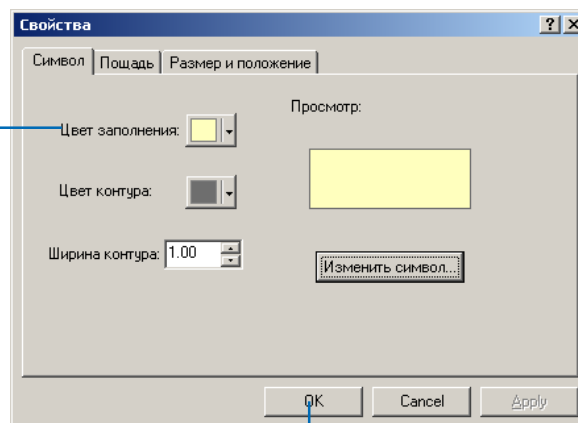 Свойства
Символ Пощадь Размер и положение
Цвет заполнения:
Просмотр:
Цвет контура:
Ширина контура: 1.00
Изменить символ...
OK Cancel Apply